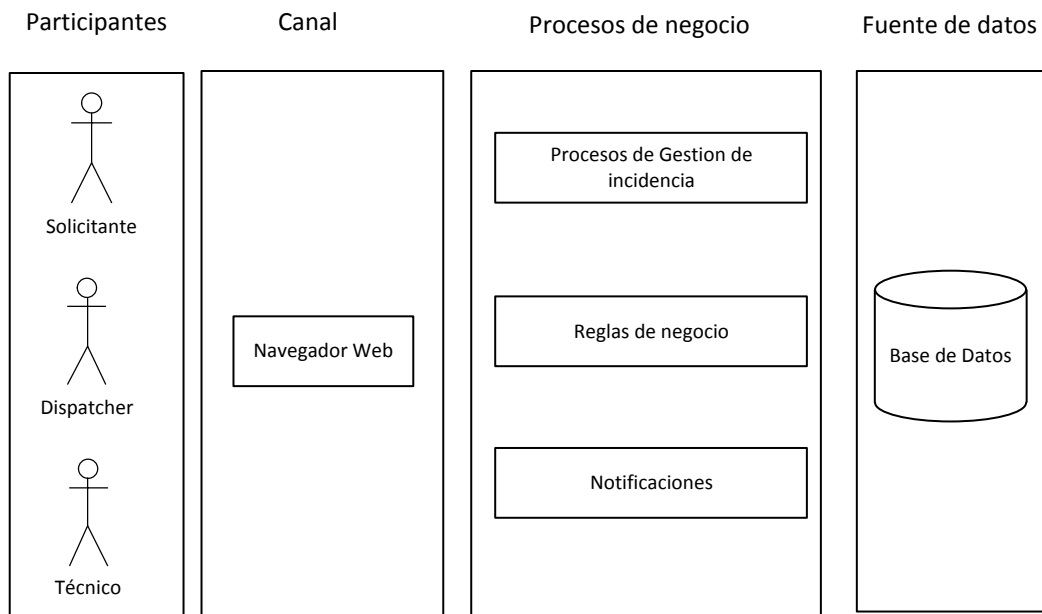 Participantes
Canal
Procesos de negocio
Fuente de datos
Solicitante
Dispatcher
Técnico
Navegador Web
Procesos de Gestion de
incidencia
Reglas de negocio
Notificaciones
Base de Datos